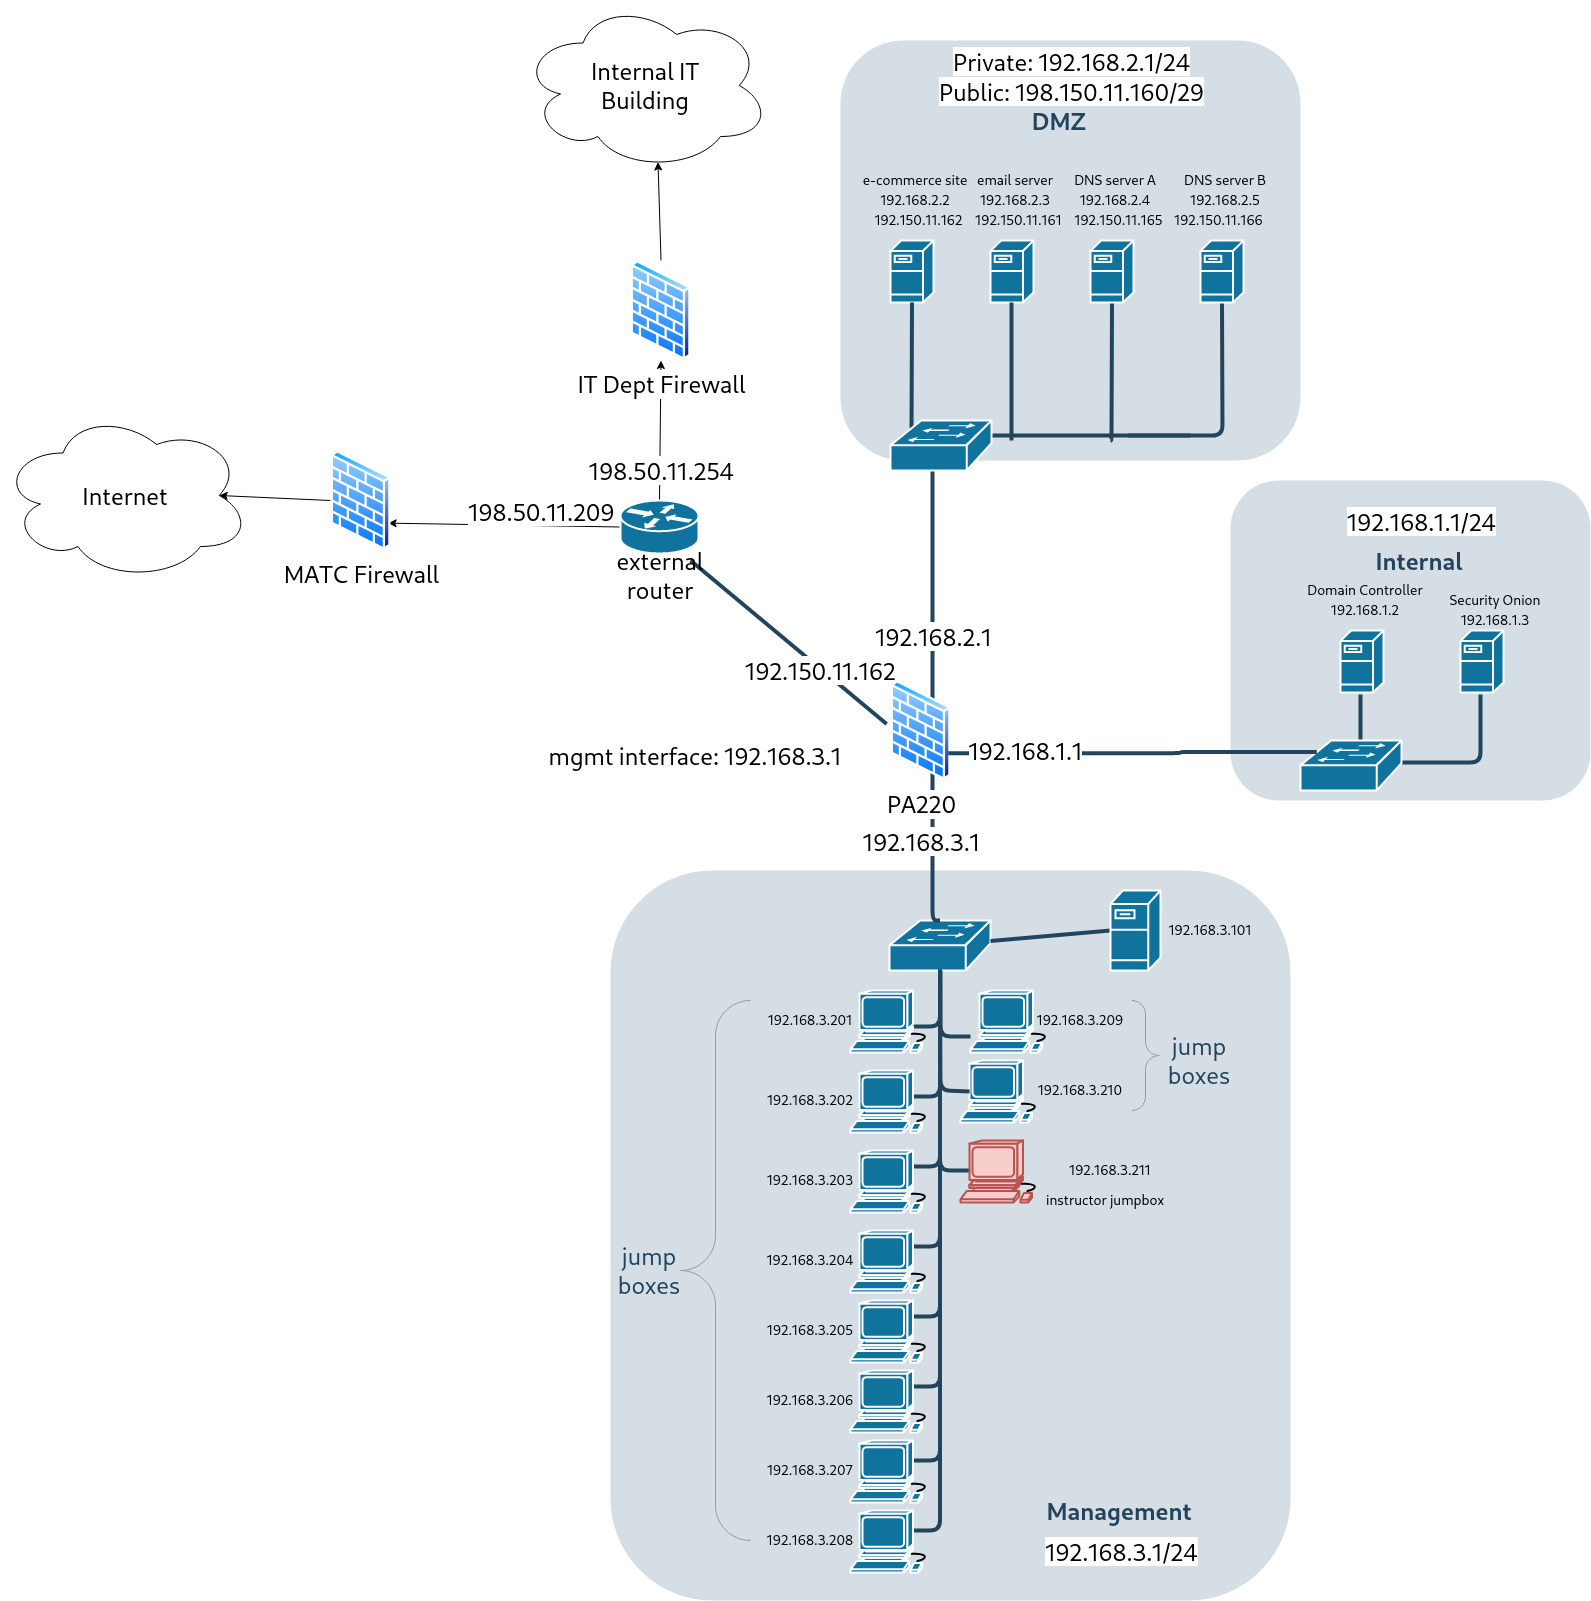 Internal IT
Building
Private: 192.168.2.1/24
Public: 198.150.11.160/29
DMZ
e-commerce site
192.168.2.2
192.150.11.162
email server
192.168.2.3
192.150.11.161
DNS server A
192.168.2.4
192.150.11.165
DNS server B
192.168.2.5
192.150.11.166
IT Dept Firewall
198.50.11.254
Internet
198.50.11.209
MATC Firewall
external
router
192.168.1.1/24
Internal
Domain Controller
192.168.1.2
Security Onion
192.168.1.3
192.168.2.1
192.150.11.162
mgmt interface: 192.168.3.1
192.168.1.1
PA220
192.168.3.1
192.168.3.101
192.168.3.201
192.168.3.209
jump
boxes
192.168.3.202
192.168.3.210
192.168.3.203
192.168.3.211
instructor jumpbox
jump
boxes
192.168.3.204
192.168.3.205
192.168.3.206
192.168.3.207
192.168.3.208
Management
192.168.3.1/24